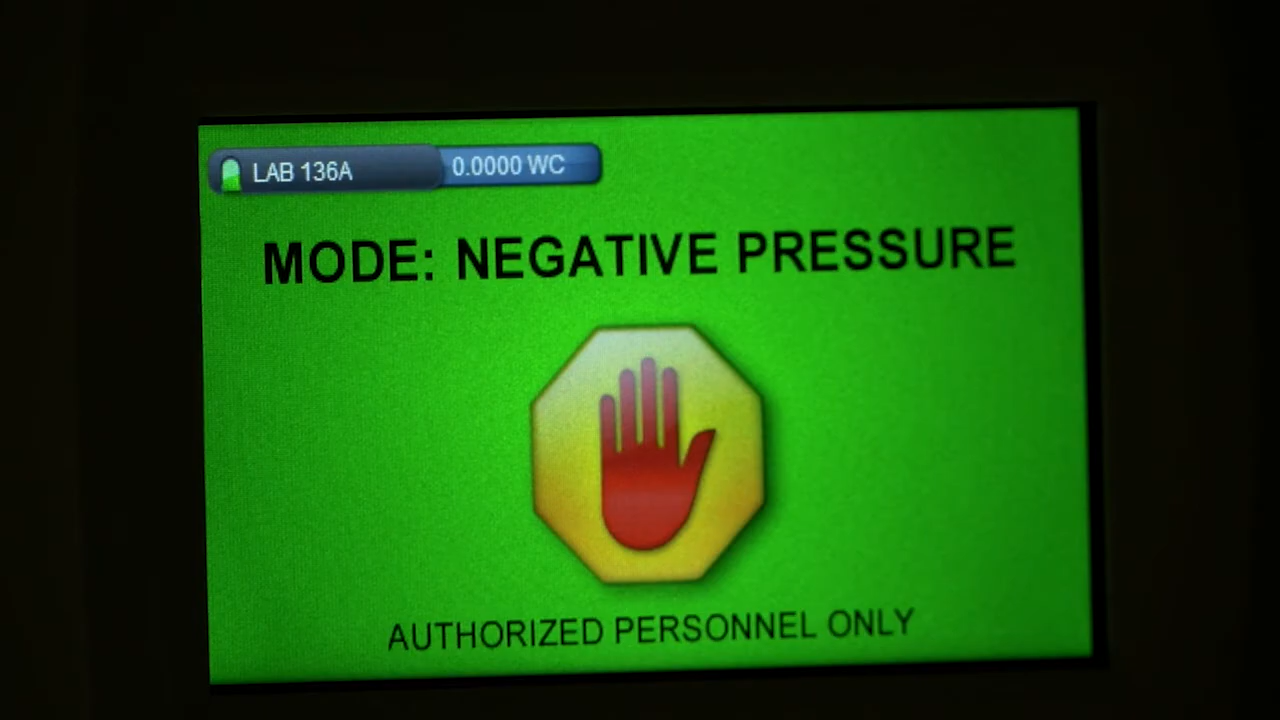 LAB 136A 0.0000 WC
MODE: NEGATIVE PRESSURE
AUTHORIZED PERSONNEL ONLY